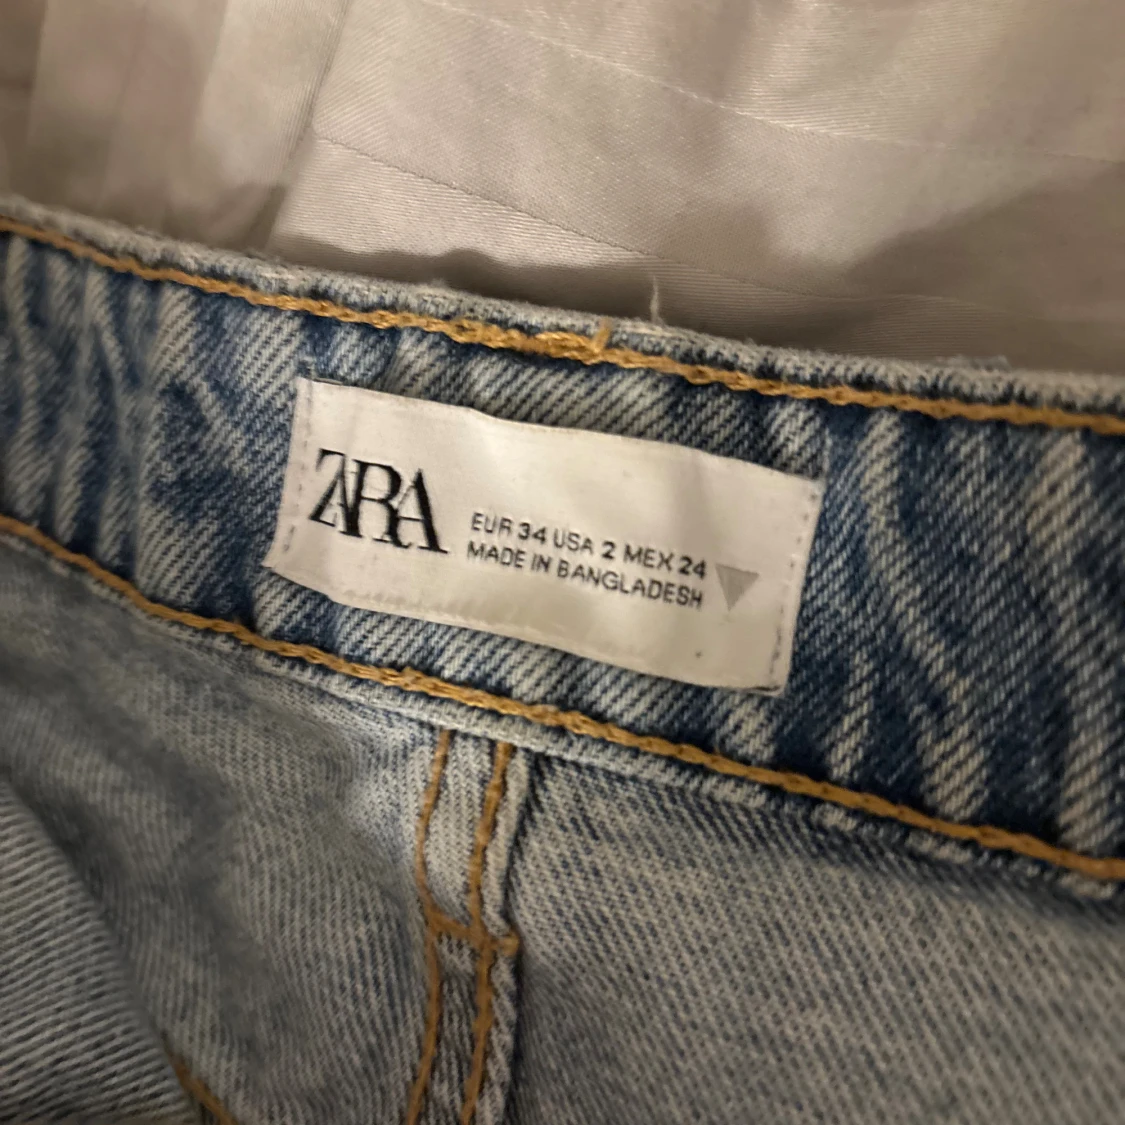 ZARA
EUR 34 USA 2 MEX 24
MADE IN BANGLADESH